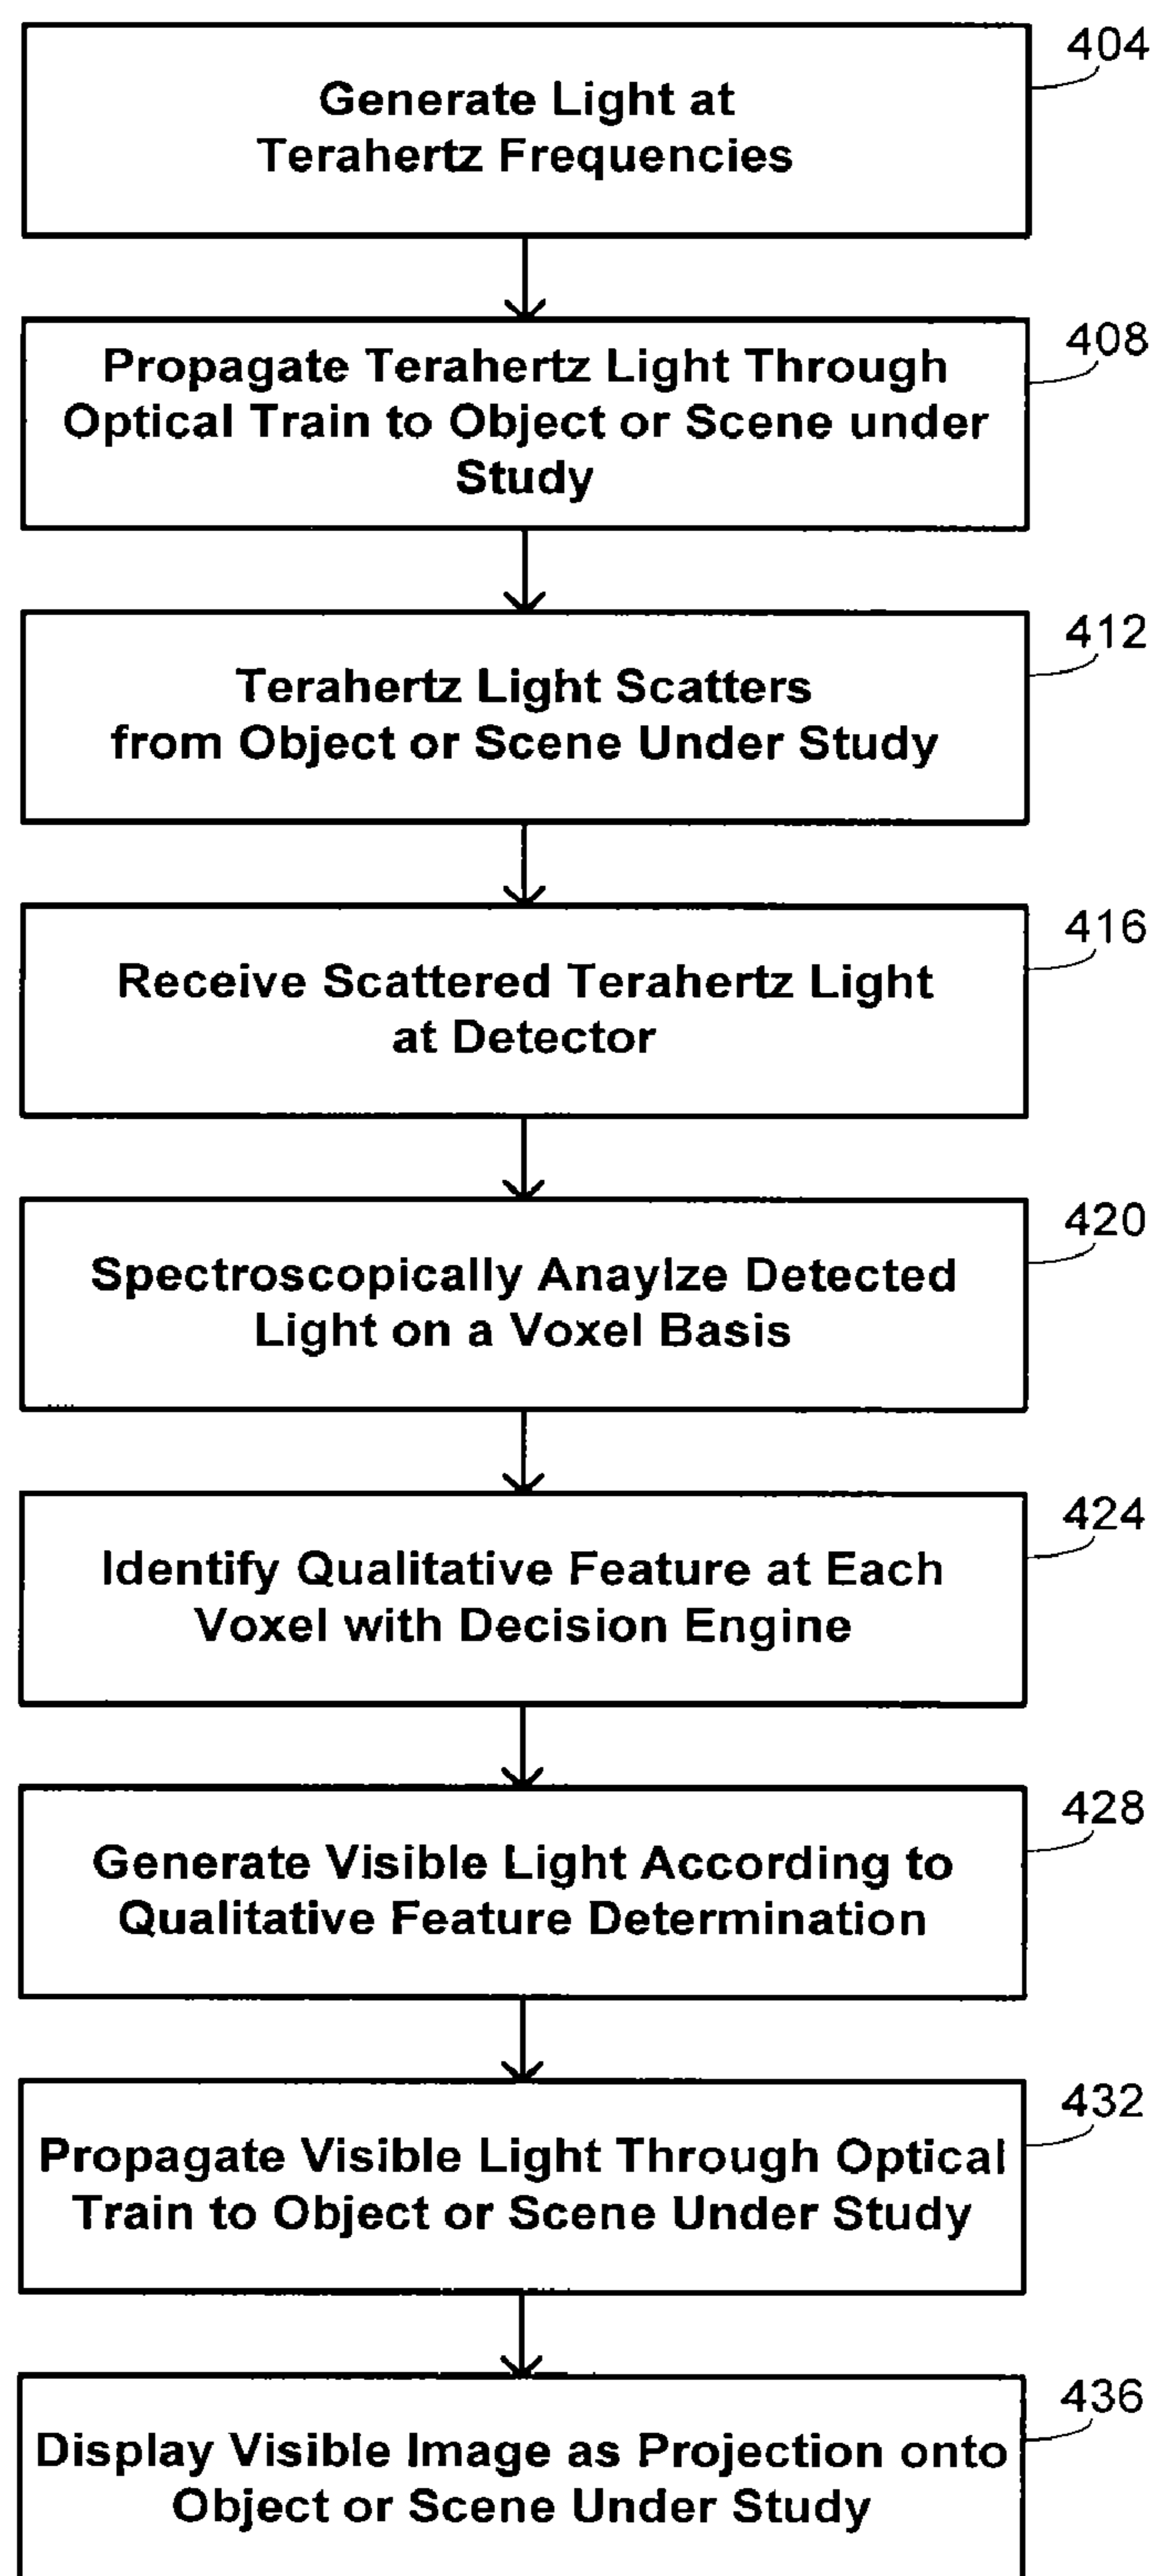 404
Generate Light at
Terahertz Frequencies
408
Propagate Terahertz Light Through
Optical Train to Object or Scene under
Study
412
Terahertz Light Scatters
from Object or Scene Under Study
416
Receive Scattered Terahertz Light
at Detector
420
Spectroscopically Anaylze Detected
Light on a Voxel Basis
424
Identify Qualitative Feature at Each
Voxel with Decision Engine
428
Generate Visible Light According to
Qualitative Feature Determination
432
Propagate Visible Light Through Optical
Train to Object or Scene Under Study
436
Display Visible Image as Projection onto
Object or Scene Under Study